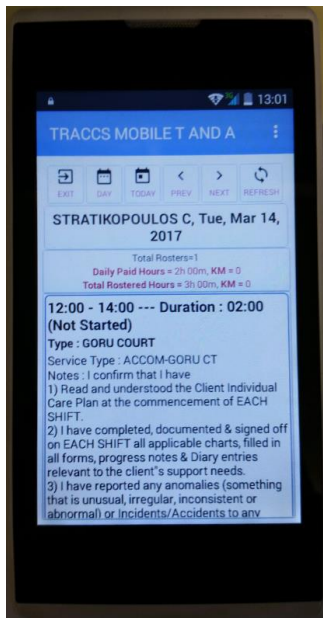 13:01
TRACCS MOBILE T AND A
EXIT DAY TODAY PREV NEXT REFRESH
STRATIKOPOULOS C, Tue, Mar 14,
2017
Total Rosters=1
Daily Paid Hours = 2h 00m, KM = 0
Total Rostered Hours = 3h 00m, KM = 0
12:00 - 14:00 --- Duration : 02:00
(Not Started)
Type : GORU COURT
Service Type : ACCOM-GORU CT
Notes : I confirm that I have
1) Read and understood the Client Individual
Care Plan at the commencement of EACH
SHIFT.
2) I have completed, documented & signed off
on EACH SHIFT all applicable charts, filled in
all forms, progress notes & Diary entries
relevant to the client"s support needs.
3) I have reported any anomalies (something
that is unusual, irregular, inconsistent or
abnormal) or Incidents/Accidents to any